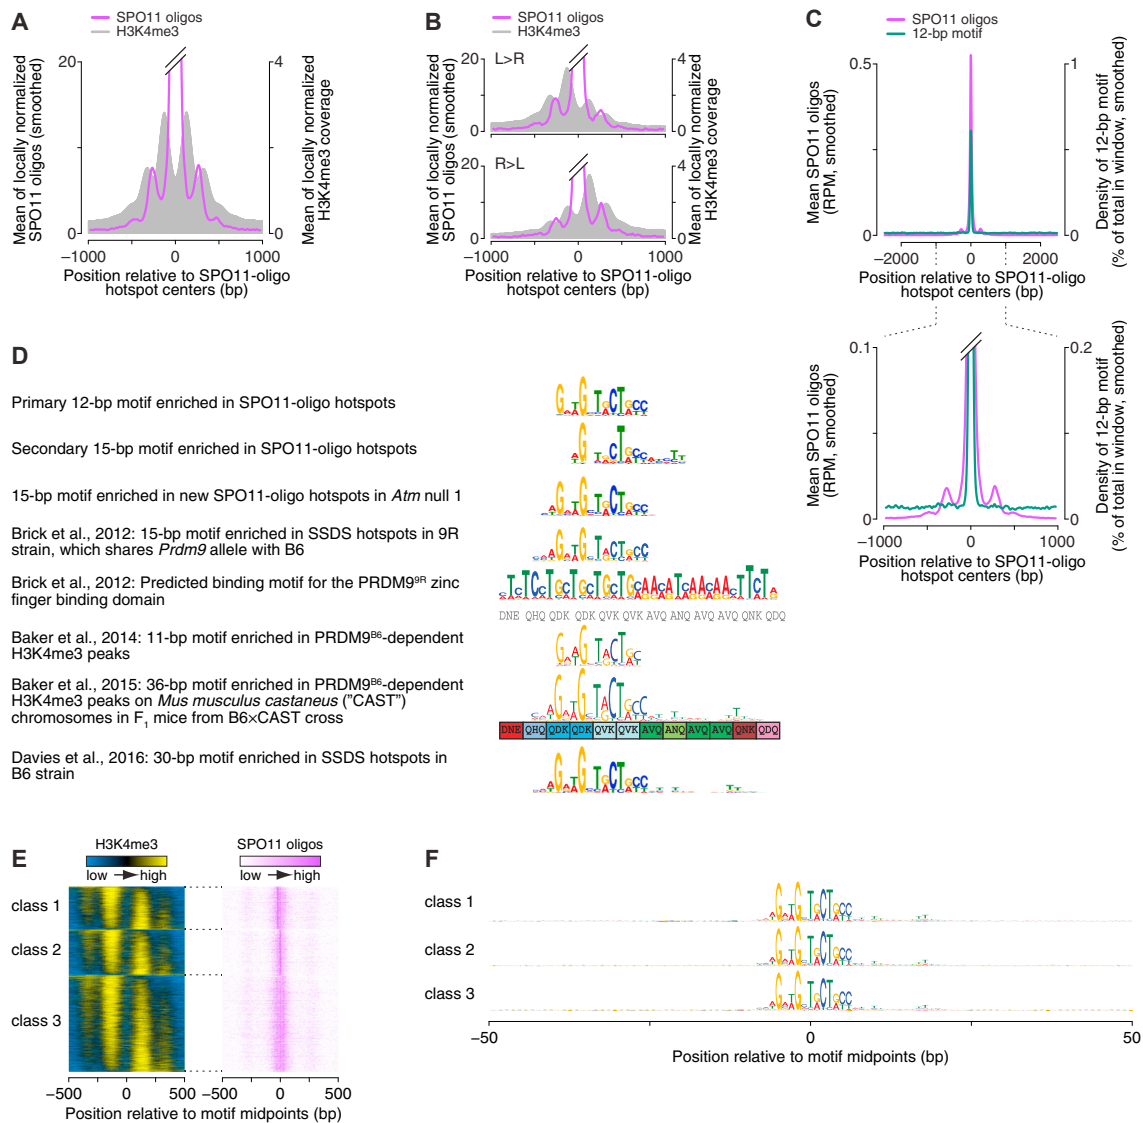 A
SPO11 oligos
H3K4me3
Mean of locally normalized
SPO11 oligos (smoothed)
20
0
4
0
Mean of locally normalized
H3K4me3 coverage
−1000
0
1000
Position relative to SPO11-oligo
hotspot centers (bp)
B
SPO11 oligos
H3K4me3
L>R
20
0
4
2
0
R>L
20
0
4
2
0
Mean of locally normalized
SPO11 oligos (smoothed)
Mean of locally normalized
H3K4me3 coverage
−1000
0
1000
Position relative to SPO11-oligo
hotspot centers (bp)
C
SPO11 oligos
12-bp motif
Mean SPO11 oligos
(RPM, smoothed)
0.5
0
1
0
Density of 12-bp motif
(% of total in window, smoothed)
−2000
0
2000
Position relative to SPO11-oligo
hotspot centers (bp)
Mean SPO11 oligos
(RPM, smoothed)
0.1
0
0.2
0
Density of 12-bp motif
(% of total in window, smoothed)
−1000
0
1000
Position relative to SPO11-oligo
hotspot centers (bp)
D
Primary 12-bp motif enriched in SPO11-oligo hotspots
Secondary 15-bp motif enriched in SPO11-oligo hotspots
15-bp motif enriched in new SPO11-oligo hotspots in Atm null 1
Brick et al., 2012: 15-bp motif enriched in SSDS hotspots in 9R
strain, which shares Prdm9 allele with B6
Brick et al., 2012: Predicted binding motif for the PRDM9⁹ᴿ zinc
finger binding domain
DNE QHQ QDK QDK QVK QVK AVQ ANQ AVQ AVQ QNK QDQ
Baker et al., 2014: 11-bp motif enriched in PRDM9ᴮ⁶-dependent
H3K4me3 peaks
Baker et al., 2015: 36-bp motif enriched in PRDM9ᴮ⁶-dependent
H3K4me3 peaks on Mus musculus castaneus ("CAST")
chromosomes in F₁ mice from B6×CAST cross
DNE QHQ QDK QDK QVK QVK AVQ ANQ AVQ AVQ QNK QDQ
Davies et al., 2016: 30-bp motif enriched in SSDS hotspots in
B6 strain
E
H3K4me3
low
high
SPO11 oligos
low
high
class 1
class 2
class 3
−500
0
500
−500
0
500
Position relative to motif midpoints (bp)
F
class 1
class 2
class 3
−50
0
50
Position relative to motif midpoints (bp)